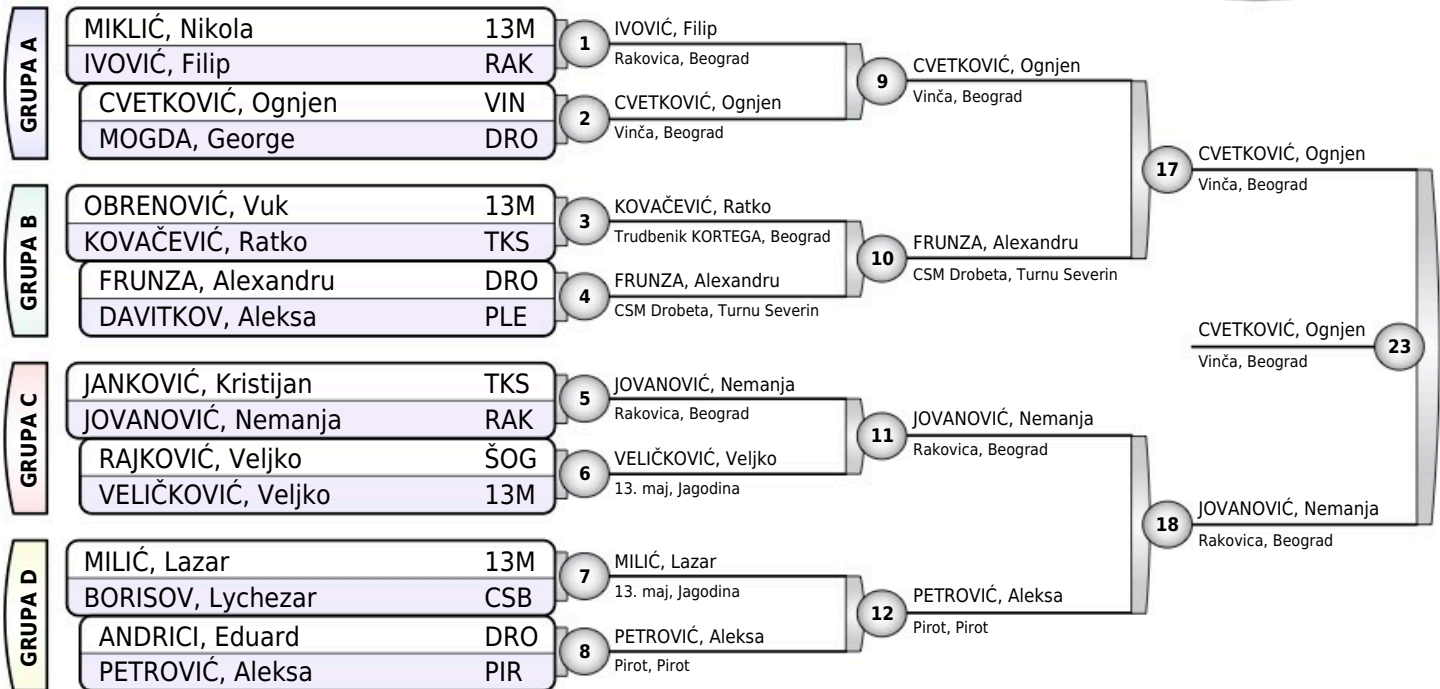 GRUPA A
MIKLIĆ, Nikola 13M
IVOVIĆ, Filip RAK
CVETKOVIĆ, Ognjen VIN
MOGDA, George DRO
GRUPA B
OBRENOVIĆ, Vuk 13M
KOVAČEVIĆ, Ratko TKS
FRUNZA, Alexandru DRO
DAVITKOV, Aleksa PLE
GRUPA C
JANKOVIĆ, Kristijan TKS
JOVANOVIĆ, Nemanja RAK
RAJKOVIĆ, Veljko ŠOG
VELIČKOVIĆ, Veljko 13M
GRUPA D
MILIĆ, Lazar 13M
BORISOV, Lychezar CSB
ANDRICI, Eduard DRO
PETROVIĆ, Aleksa PIR
1
IVOVIĆ, Filip
Rakovica, Beograd
2
CVETKOVIĆ, Ognjen
Vinča, Beograd
3
KOVAČEVIĆ, Ratko
Trudbenik KORTEGA, Beograd
4
FRUNZA, Alexandru
CSM Drobeta, Turnu Severin
5
JOVANOVIĆ, Nemanja
Rakovica, Beograd
6
VELIČKOVIĆ, Veljko
13. maj, Jagodina
7
MILIĆ, Lazar
13. maj, Jagodina
8
PETROVIĆ, Aleksa
Pirot, Pirot
9
CVETKOVIĆ, Ognjen
Vinča, Beograd
10
FRUNZA, Alexandru
CSM Drobeta, Turnu Severin
11
JOVANOVIĆ, Nemanja
Rakovica, Beograd
12
PETROVIĆ, Aleksa
Pirot, Pirot
17
CVETKOVIĆ, Ognjen
Vinča, Beograd
18
JOVANOVIĆ, Nemanja
Rakovica, Beograd
CVETKOVIĆ, Ognjen
Vinča, Beograd
23